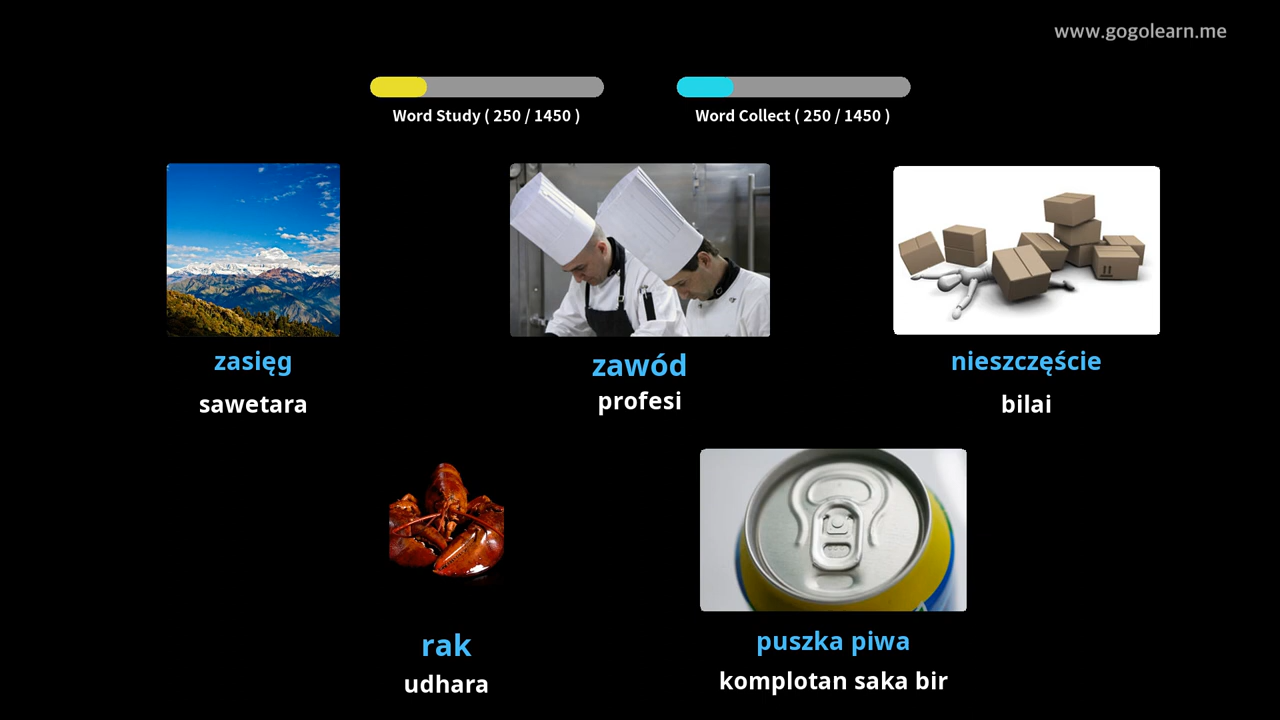 www.gogolearn.me
Word Study ( 250 / 1450 )
Word Collect ( 250 / 1450 )
zasięg
sawetara
zawód
profesi
nieszczęście
bilai
rak
udhara
puszka piwa
komplotan saka bir